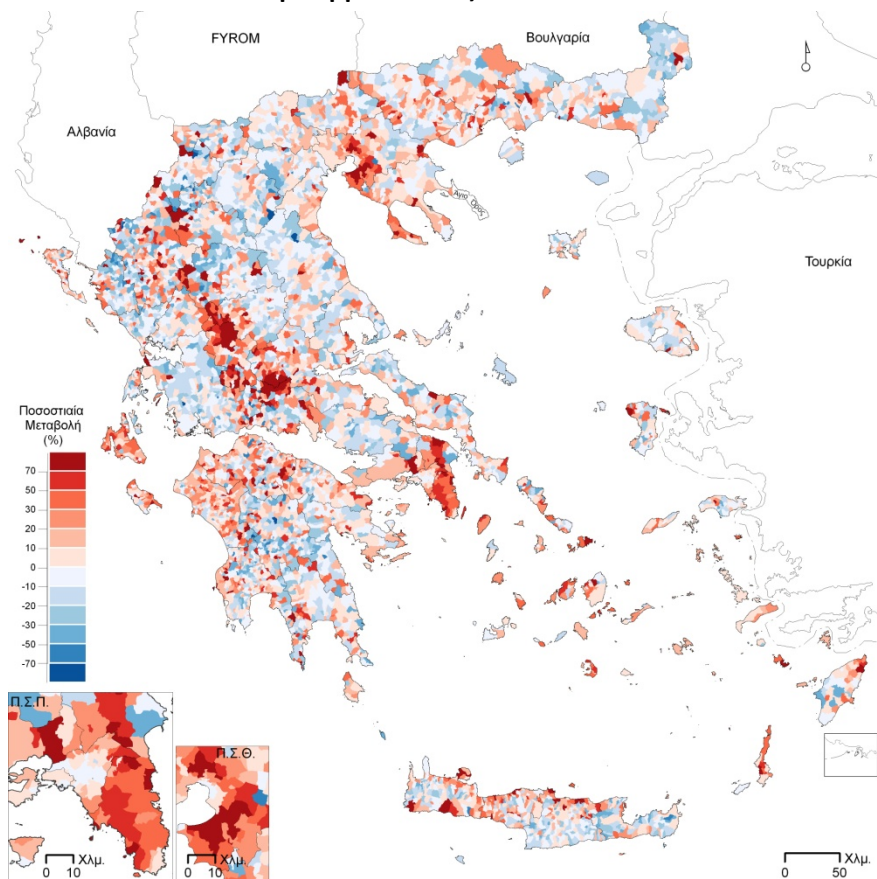 FYROM
Βουλγαρία
Αλβανία
Άγιο Όρος
Τουρκία
Ποσοστιαία
Μεταβολή
(%)
70
50
30
20
10
0
-10
-20
-30
-50
-70
Π.Σ.Π.
Π.Σ.Θ.
0 10 Χλμ.
0 10 Χλμ.
0 50 Χλμ.